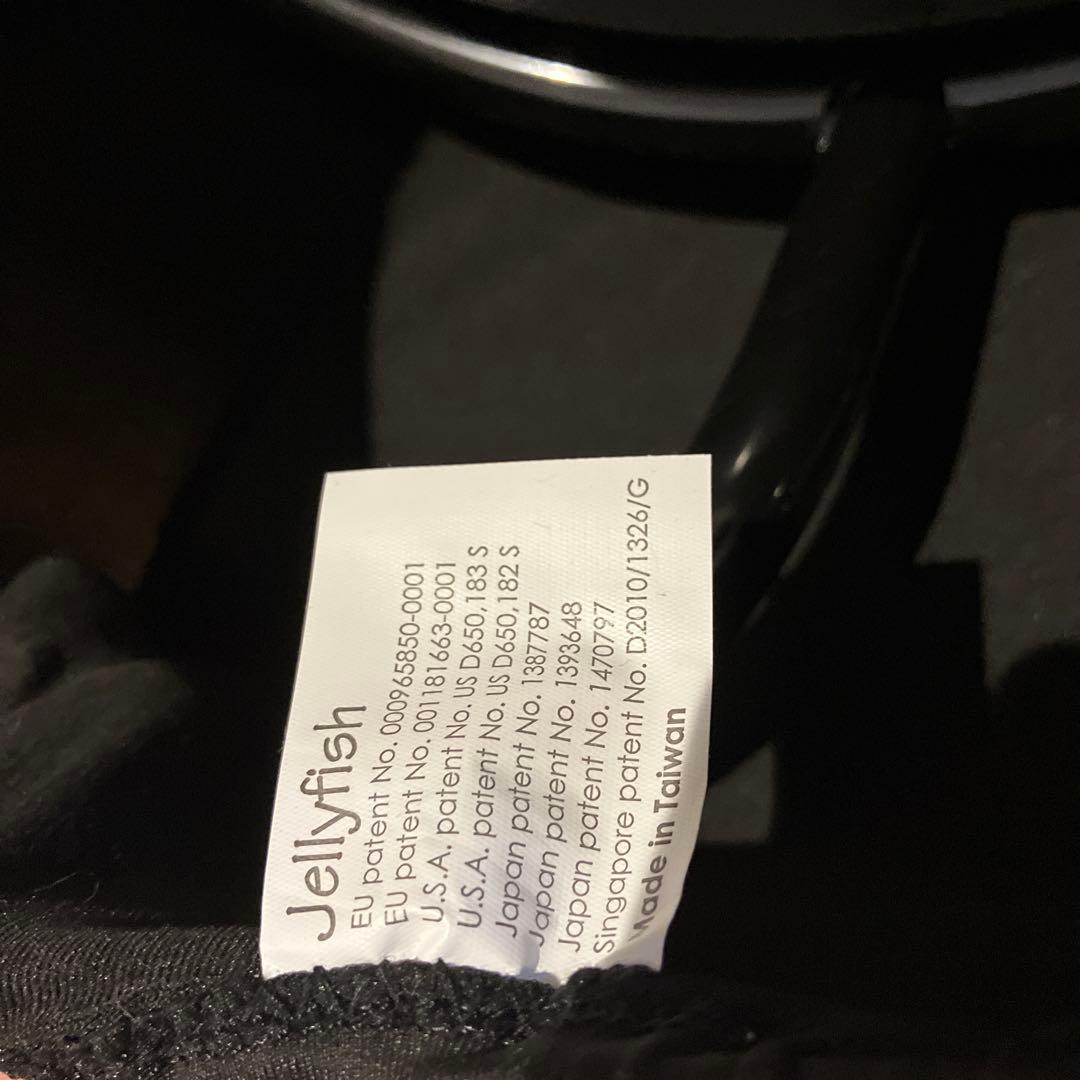 Jellyfish
EU patent No. 000965850-0001
EU patent No. 001181663-0001
U.S.A. patent No. US D650,183 S
U.S.A. patent No. US D650,182 S
Japan patent No. 1387787
Japan patent No. 1393648
Japan patent No. 1470797
Singapore patent No. D2010/1326/G
Made in Taiwan